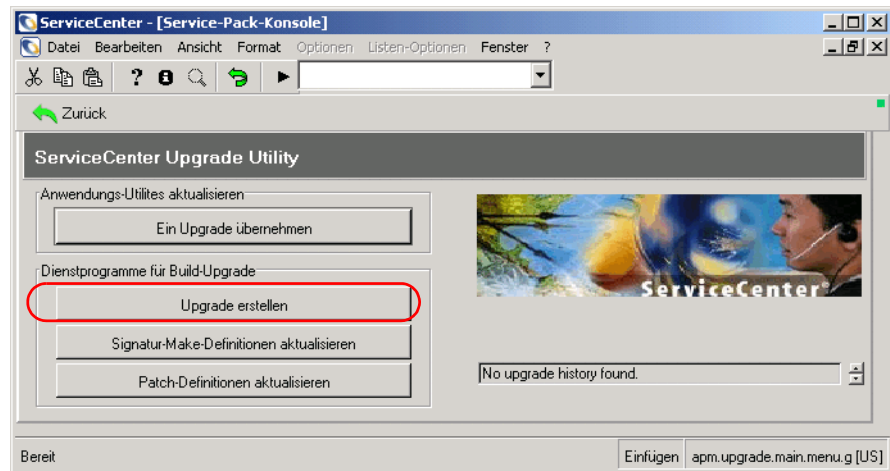 ServiceCenter - [Service-Pack-Konsole]
Datei Bearbeiten Ansicht Format Optionen Listen-Optionen Fenster ?
Zurück
ServiceCenter Upgrade Utility
Anwendungs-Utilites aktualisieren
Ein Upgrade übernehmen
Dienstprogramme für Build-Upgrade
Upgrade erstellen
Signatur-Make-Definitionen aktualisieren
Patch-Definitionen aktualisieren
ServiceCenter®
No upgrade history found.
Bereit Einfügen apm.upgrade.main.menu.g [US]